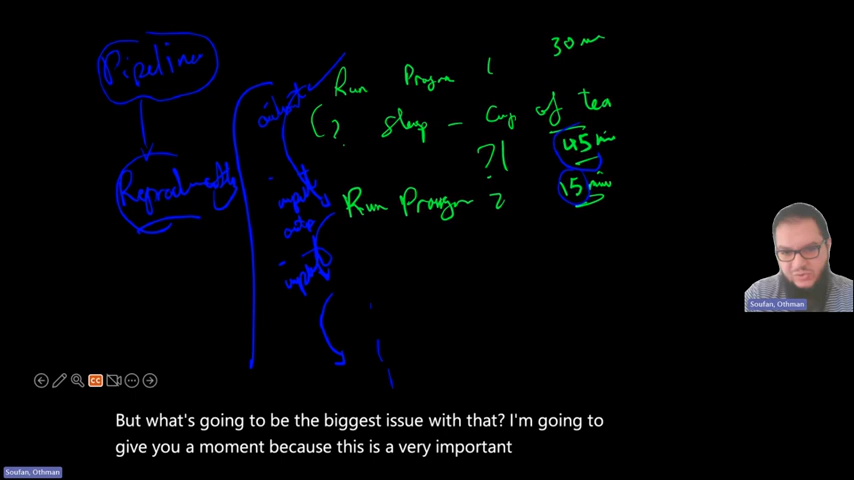 Pipeline
Run Program 1 30 min
output
(? Sleep - Cup of tea
?! 45 min
15 min
input
Run Program 2
output
input
Soufan, Othman
CC
But what's going to be the biggest issue with that? I'm going to
give you a moment because this is a very important
Soufan, Othman